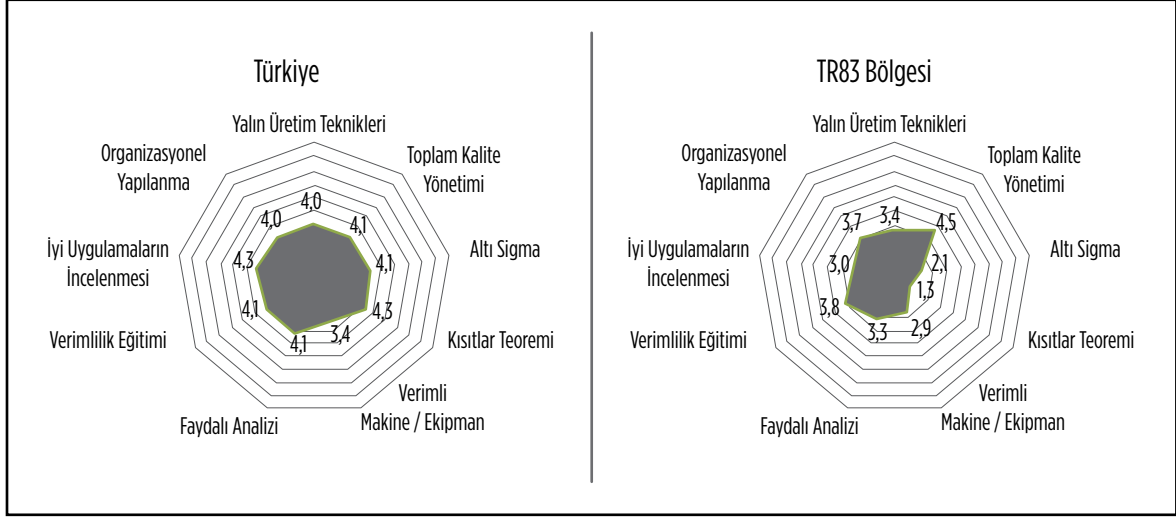 Türkiye
Yalın Üretim Teknikleri
Toplam Kalite
Yönetimi
Altı Sigma
Kısıtlar Teoremi
Verimli
Makine / Ekipman
Faydalı Analizi
Verimlilik Eğitimi
İyi Uygulamaların
İncelenmesi
Organizasyonel
Yapılanma
4,0
4,1
4,1
4,3
3,4
4,1
4,1
4,3
4,0
TR83 Bölgesi
Yalın Üretim Teknikleri
Toplam Kalite
Yönetimi
Altı Sigma
Kısıtlar Teoremi
Verimli
Makine / Ekipman
Faydalı Analizi
Verimlilik Eğitimi
İyi Uygulamaların
İncelenmesi
Organizasyonel
Yapılanma
3,4
4,5
2,1
1,3
2,9
3,3
3,8
3,0
3,7